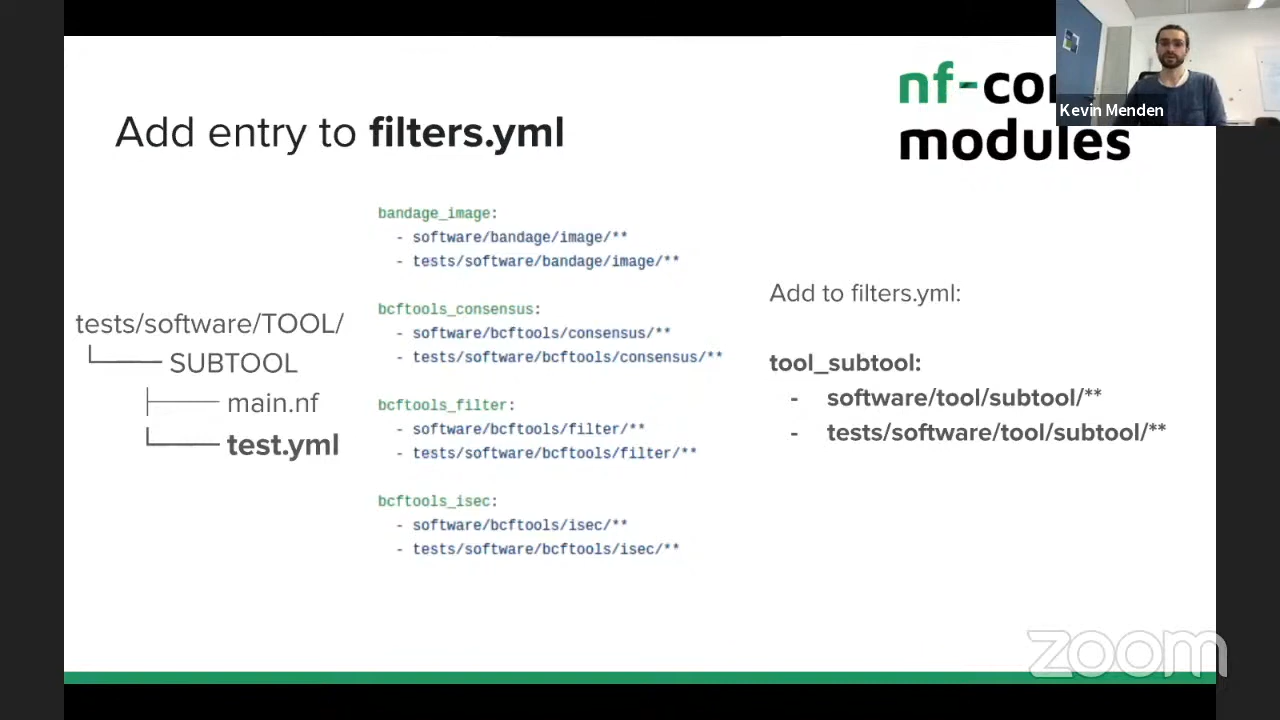 Add entry to filters.yml
nf-co
modules
Kevin Menden
tests/software/TOOL/
SUBTOOL
main.nf
test.yml
bandage_image:
- software/bandage/image/**
- tests/software/bandage/image/**
bcftools_consensus:
- software/bcftools/consensus/**
- tests/software/bcftools/consensus/**
bcftools_filter:
- software/bcftools/filter/**
- tests/software/bcftools/filter/**
bcftools_isec:
- software/bcftools/isec/**
- tests/software/bcftools/isec/**
Add to filters.yml:
tool_subtool:
- software/tool/subtool/**
- tests/software/tool/subtool/**
zoom